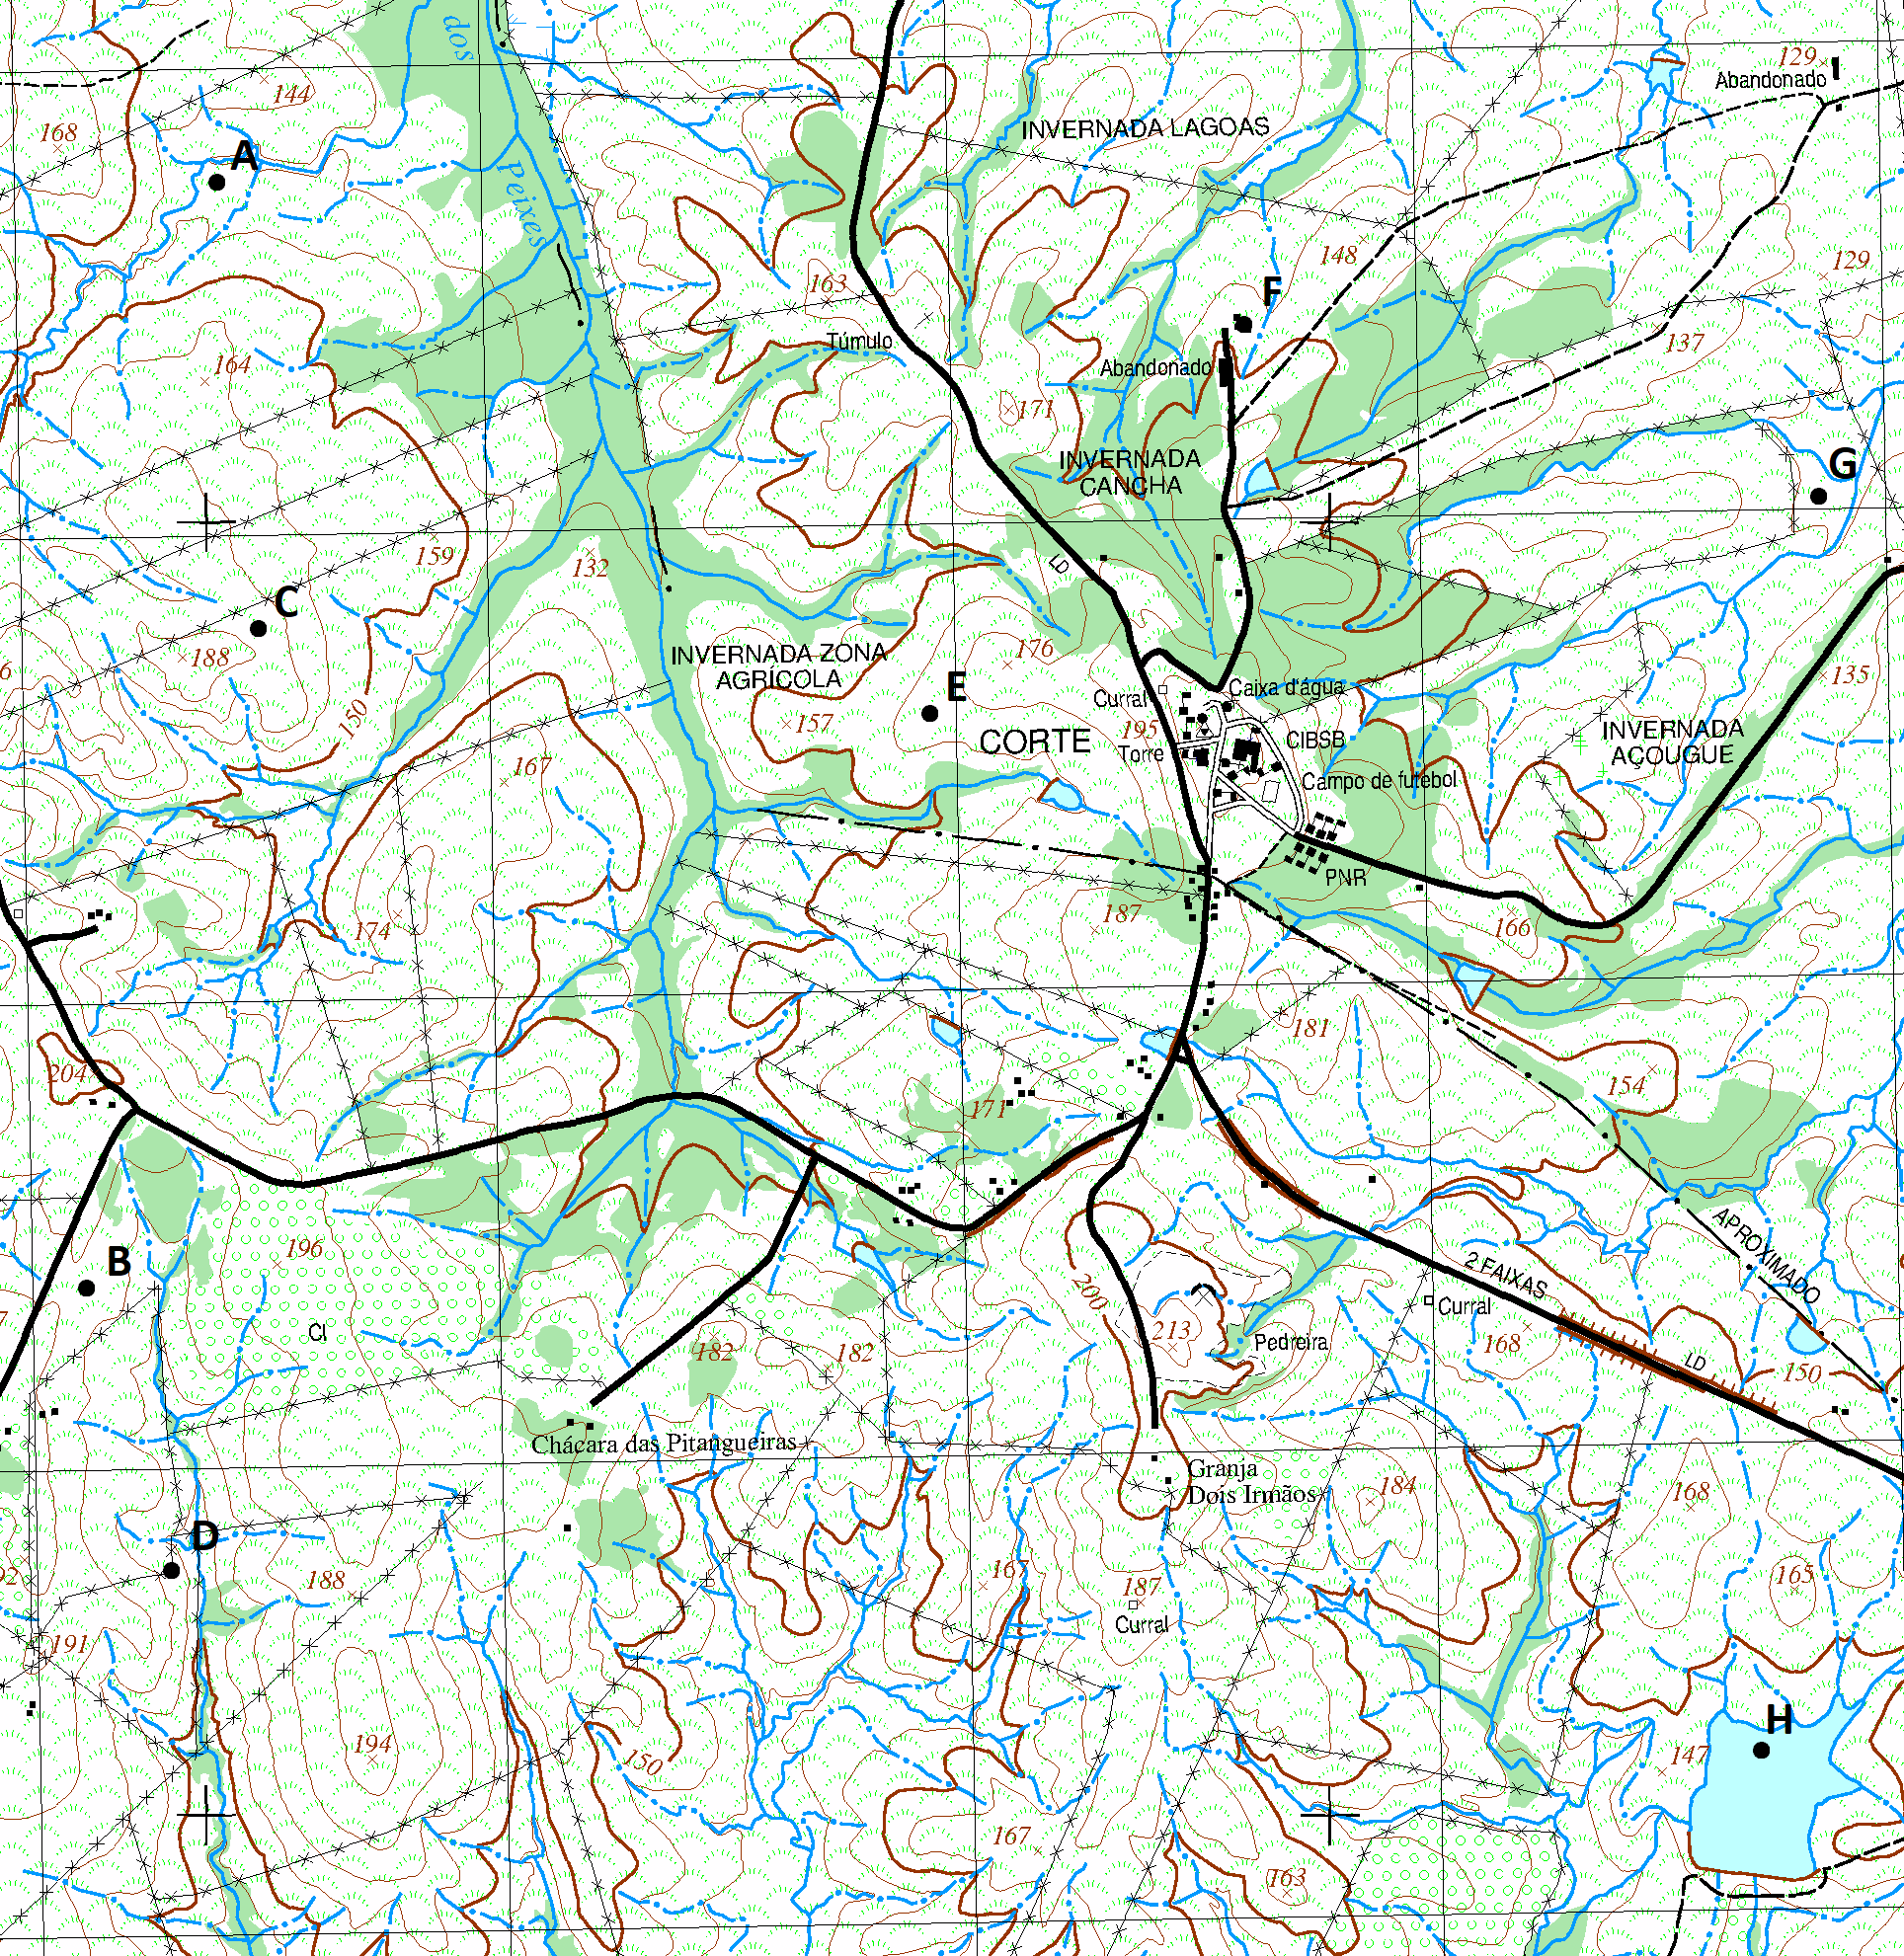 dos
Peixes
144
168
A
129
Abandonado
INVERNADA LAGOAS
148
129
163
F
Túmulo
164
Abandonado
137
171
INVERNADA
CANCHA
G
159
132
LD
C
188
INVERNADA ZONA
AGRÍCOLA
176
E
135
150
157
Curral
Caixa d'água
195
CORTE
Torre
CIBSB
INVERNADA
AÇOUGUE
167
Campo de futebol
PNR
187
174
166
181
204
171
154
B
196
APROXIMADO
200
2 FAIXAS
Curral
Cl
213
Pedreira
168
182
182
LD
150
Chácara das Pitangueiras
Granja
Dois Irmãos
184
168
D
188
167
187
Curral
165
191
194
150
147
H
167
163